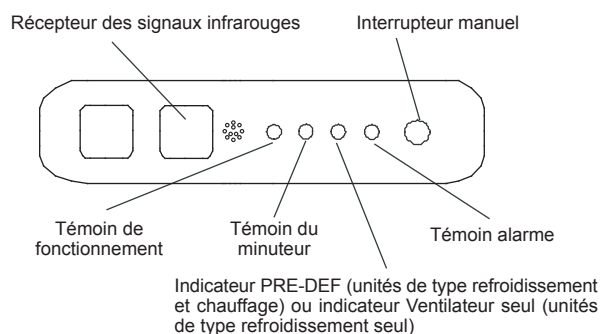 Récepteur des signaux infrarouges
Interrupteur manuel
Témoin de
fonctionnement
Témoin du
minuteur
Témoin alarme
Indicateur PRE-DEF (unités de type refroidissement
et chauffage) ou indicateur Ventilateur seul (unités
de type refroidissement seul)